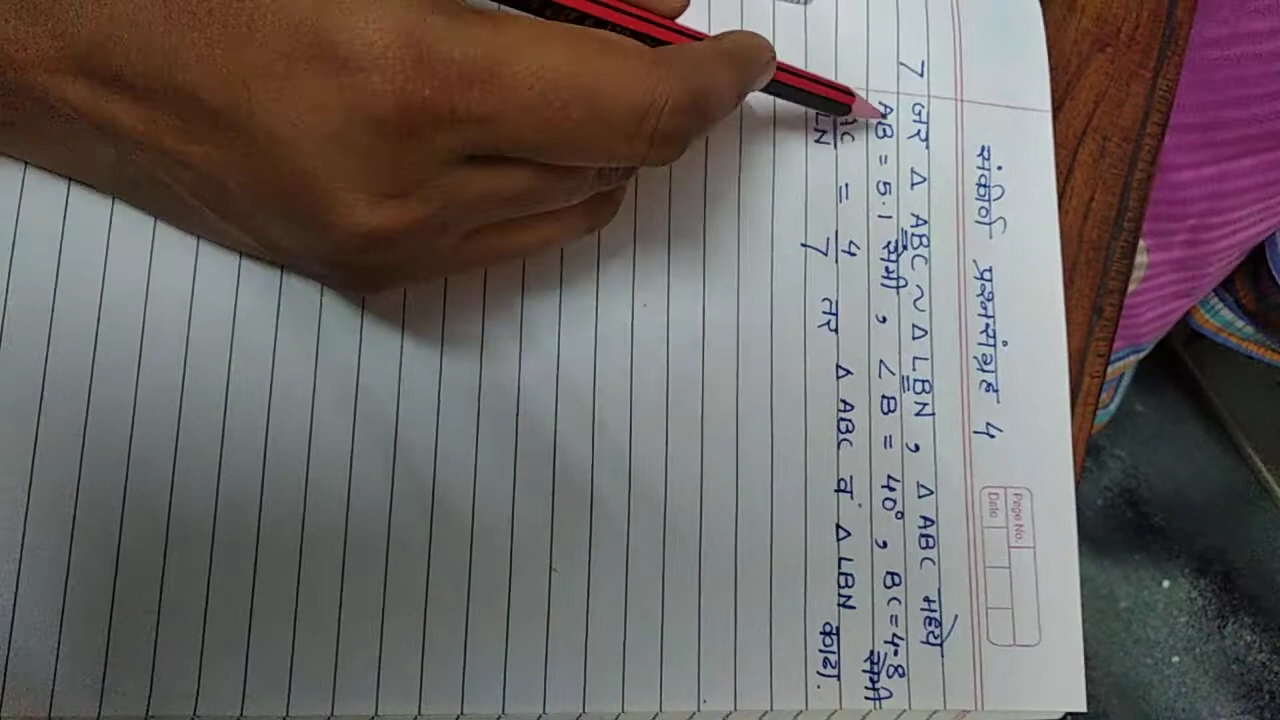 संकीर्ण प्रश्नसंग्रह 4
Page No.
Date
7 जर Δ ABC ~ Δ LBN , Δ ABC मध्ये
AB = 5.1 सेमी , ∠B = 40° , BC = 4.8 सेमी
AC/LN = 4/7 तर Δ ABC व Δ LBN काढा.